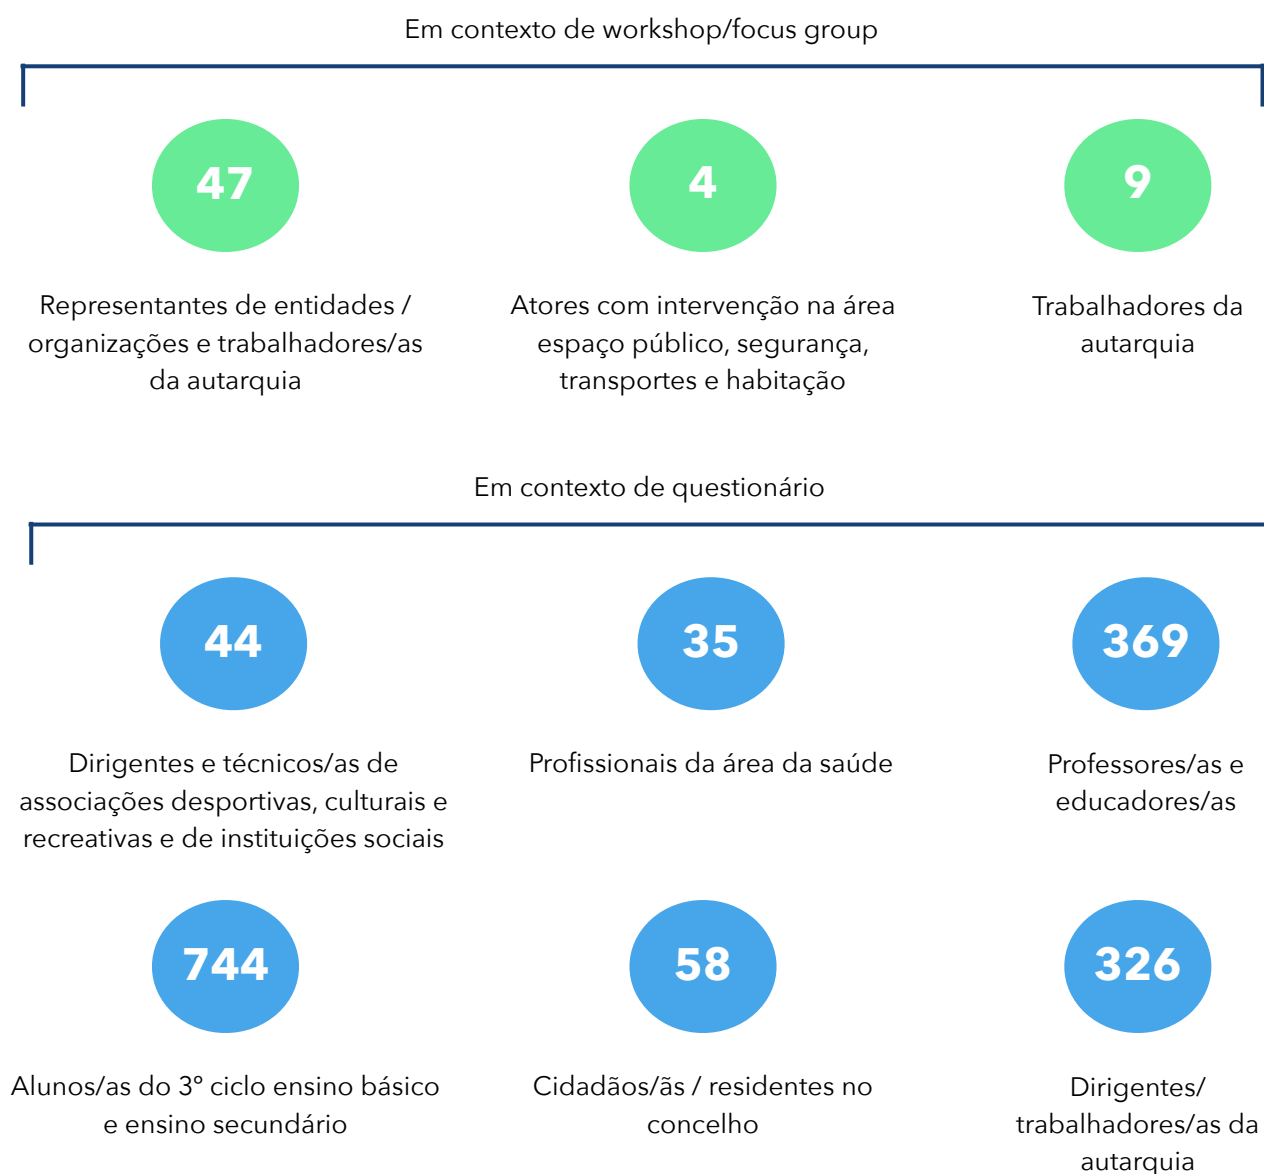 Em contexto de workshop/focus group
47
4
9
Representantes de entidades /
organizações e trabalhadores/as
da autarquia
Atores com intervenção na área
espaço público, segurança,
transportes e habitação
Trabalhadores da
autarquia
Em contexto de questionário
44
35
369
Dirigentes e técnicos/as de
associações desportivas, culturais e
recreativas e de instituições sociais
Profissionais da área da saúde
Professores/as e
educadores/as
744
58
326
Alunos/as do 3º ciclo ensino básico
e ensino secundário
Cidadãos/ãs / residentes no
concelho
Dirigentes/
trabalhadores/as da
autarquia